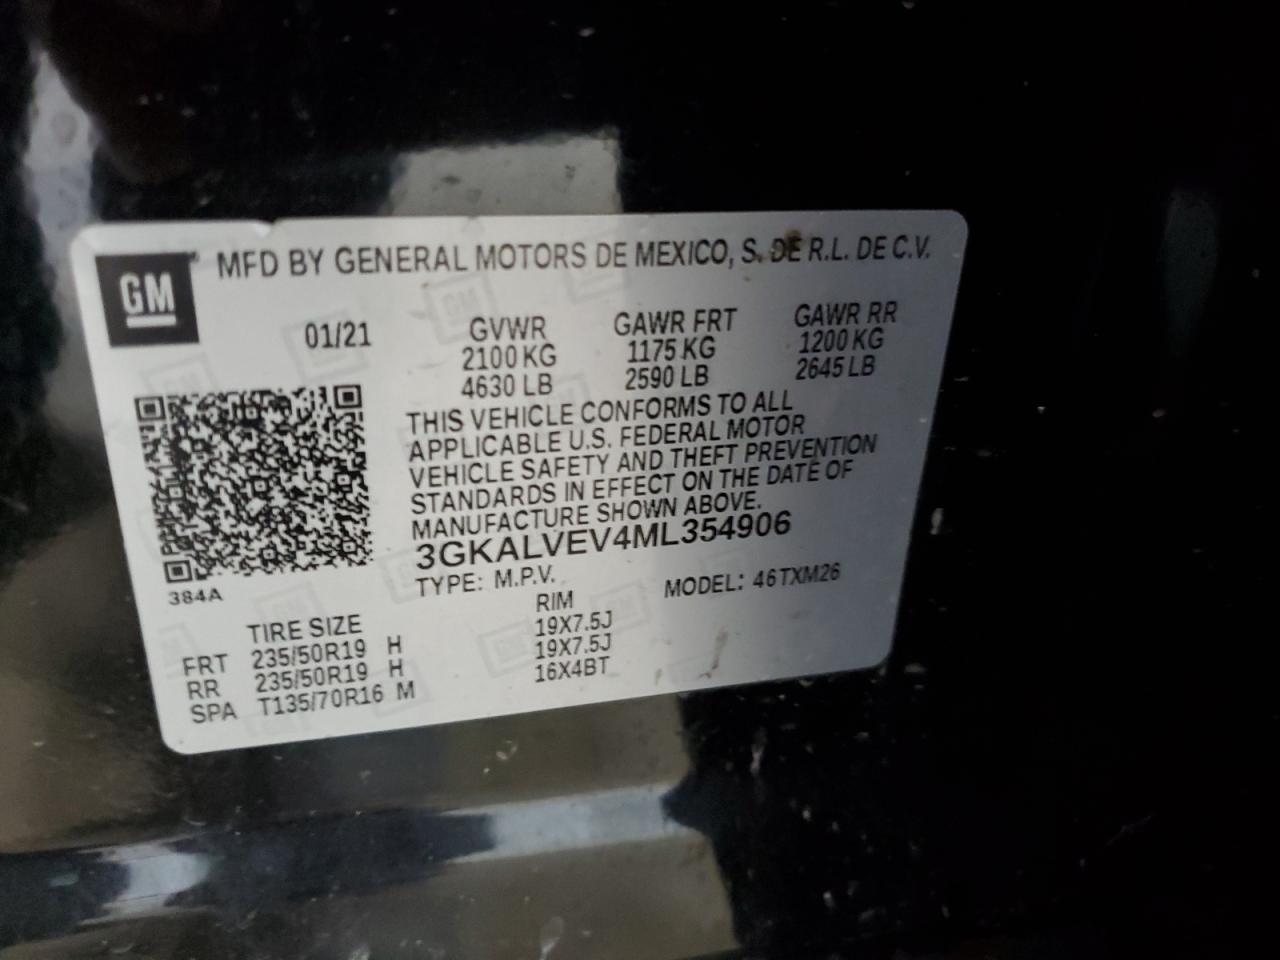 GM MFD BY GENERAL MOTORS DE MEXICO, S. DE R.L. DE C.V.
01/21 GVWR GAWR FRT GAWR RR
2100 KG 1175 KG 1200 KG
4630 LB 2590 LB 2645 LB
THIS VEHICLE CONFORMS TO ALL
APPLICABLE U.S. FEDERAL MOTOR
VEHICLE SAFETY AND THEFT PREVENTION
STANDARDS IN EFFECT ON THE DATE OF
MANUFACTURE SHOWN ABOVE.
3GKALVEV4ML354906
TYPE: M.P.V. MODEL: 46TXM26
384A
TIRE SIZE RIM
FRT 235/50R19 H 19X7.5J
RR 235/50R19 H 19X7.5J
SPA T135/70R16 M 16X4BT